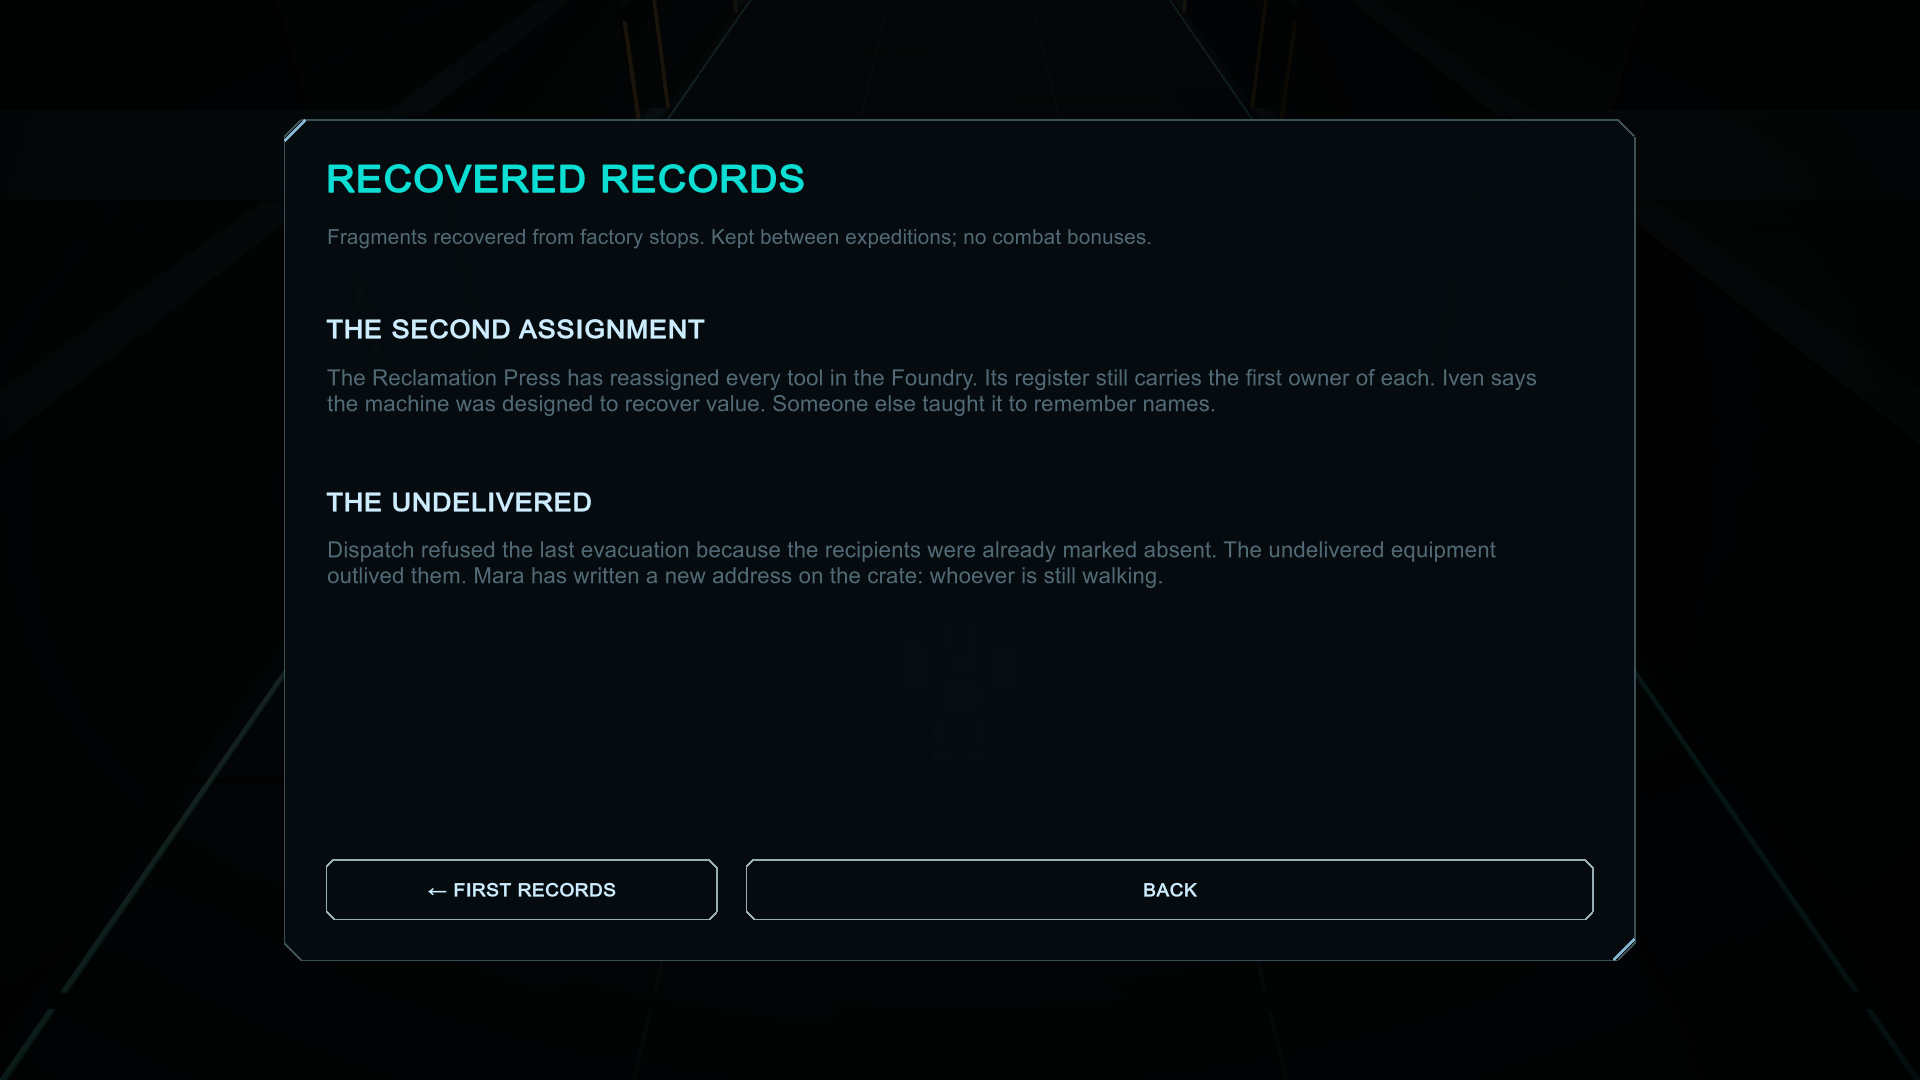 RECOVERED RECORDS
Fragments recovered from factory stops. Kept between expeditions; no combat bonuses.
THE SECOND ASSIGNMENT
The Reclamation Press has reassigned every tool in the Foundry. Its register still carries the first owner of each. Iven says
the machine was designed to recover value. Someone else taught it to remember names.
THE UNDELIVERED
Dispatch refused the last evacuation because the recipients were already marked absent. The undelivered equipment
outlived them. Mara has written a new address on the crate: whoever is still walking.
← FIRST RECORDS
BACK